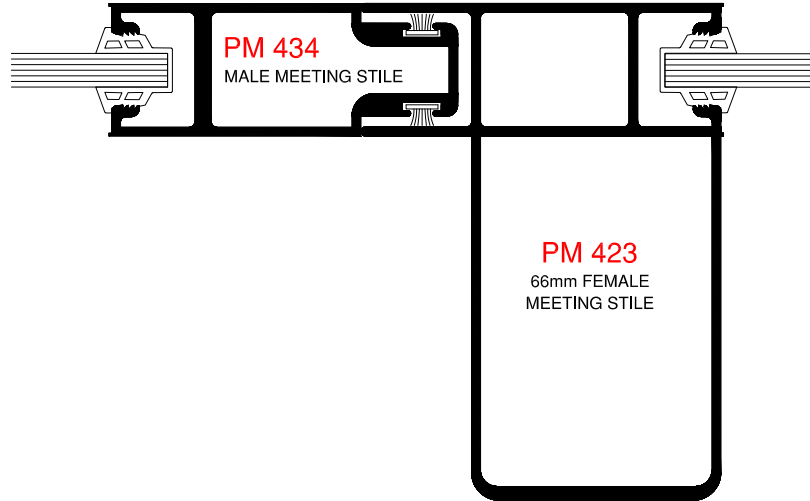 PM 434
MALE MEETING STILE
PM 423
66mm FEMALE
MEETING STILE